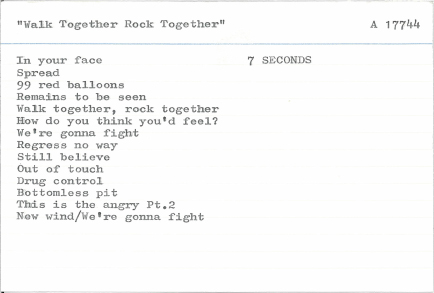 "Walk Together Rock Together" A 17744
In your face 7 SECONDS
Spread
99 red balloons
Remains to be seen
Walk together, rock together
How do you think you'd feel?
We're gonna fight
Regress no way
Still believe
Out of touch
Drug control
Bottomless pit
This is the angry Pt.2
New wind/We're gonna fight